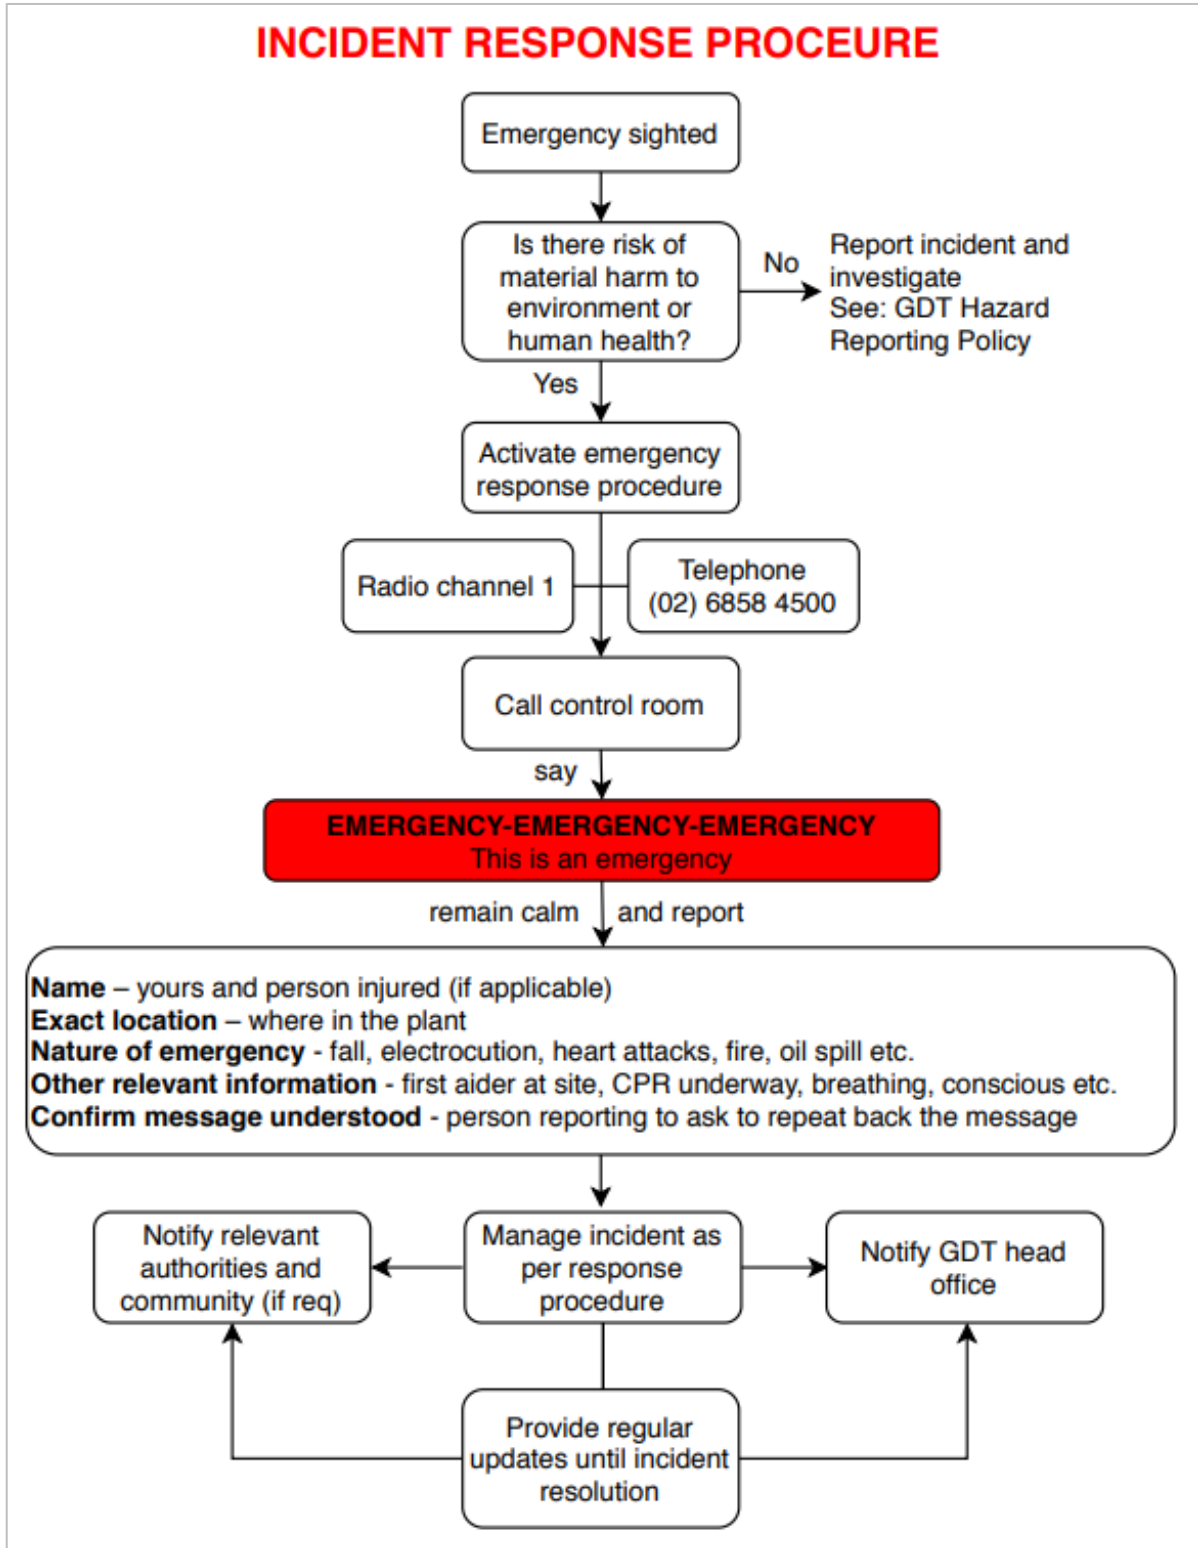 INCIDENT RESPONSE PROCEURE
Emergency sighted
Is there risk of
material harm to
environment or
human health?
No
Report incident and
investigate
See: GDT Hazard
Reporting Policy
Yes
Activate emergency
response procedure
Radio channel 1
Telephone
(02) 6858 4500
Call control room
say
EMERGENCY-EMERGENCY-EMERGENCY
This is an emergency
remain calm and report
Name – yours and person injured (if applicable)
Exact location – where in the plant
Nature of emergency - fall, electrocution, heart attacks, fire, oil spill etc.
Other relevant information - first aider at site, CPR underway, breathing, conscious etc.
Confirm message understood - person reporting to ask to repeat back the message
Notify relevant
authorities and
community (if req)
Manage incident as
per response
procedure
Notify GDT head
office
Provide regular
updates until incident
resolution